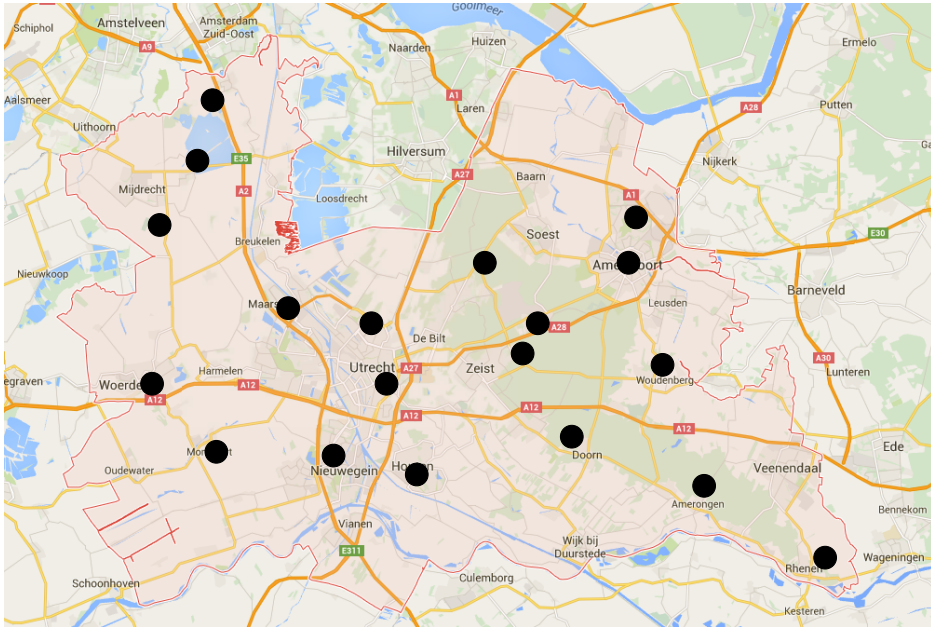 Gooimeer
Schiphol
Amstelveen
Amsterdam
Zuid-Oost
A9
Naarden
Huizen
Ermelo
Aalsmeer
A1
Laren
A28
Putten
Uithoorn
Hilversum
E35
Nijkerk
A27
Baarn
Mijdrecht
A2
A1
Loosdrecht
Breukelen
Soest
E30
Nieuwkoop
Barneveld
Leusden
A28
De Bilt
A30
Utrecht
A27
Zeist
Harmelen
Woudenberg
Lunteren
A12
A12
A12
A12
A12
Ede
Doorn
Oudewater
Nieuwegein
Veenendaal
Amerongen
Bennekom
Vianen
E311
Wijk bij
Duurstede
Wageningen
Rhenen
Culemborg
Schoonhoven
Kesteren